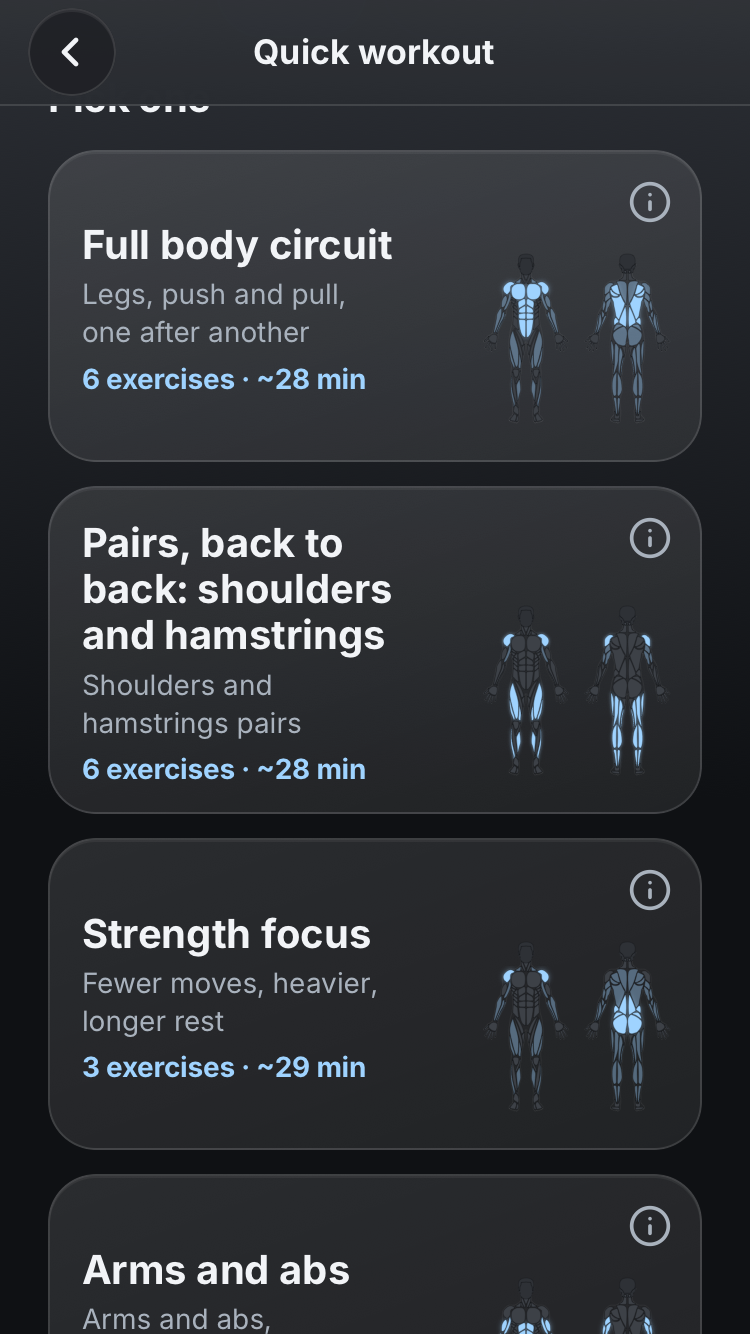 Quick workout
Full body circuit
Legs, push and pull,
one after another
6 exercises · ~28 min
Pairs, back to
back: shoulders
and hamstrings
Shoulders and
hamstrings pairs
6 exercises · ~28 min
Strength focus
Fewer moves, heavier,
longer rest
3 exercises · ~29 min
Arms and abs
Arms and abs,